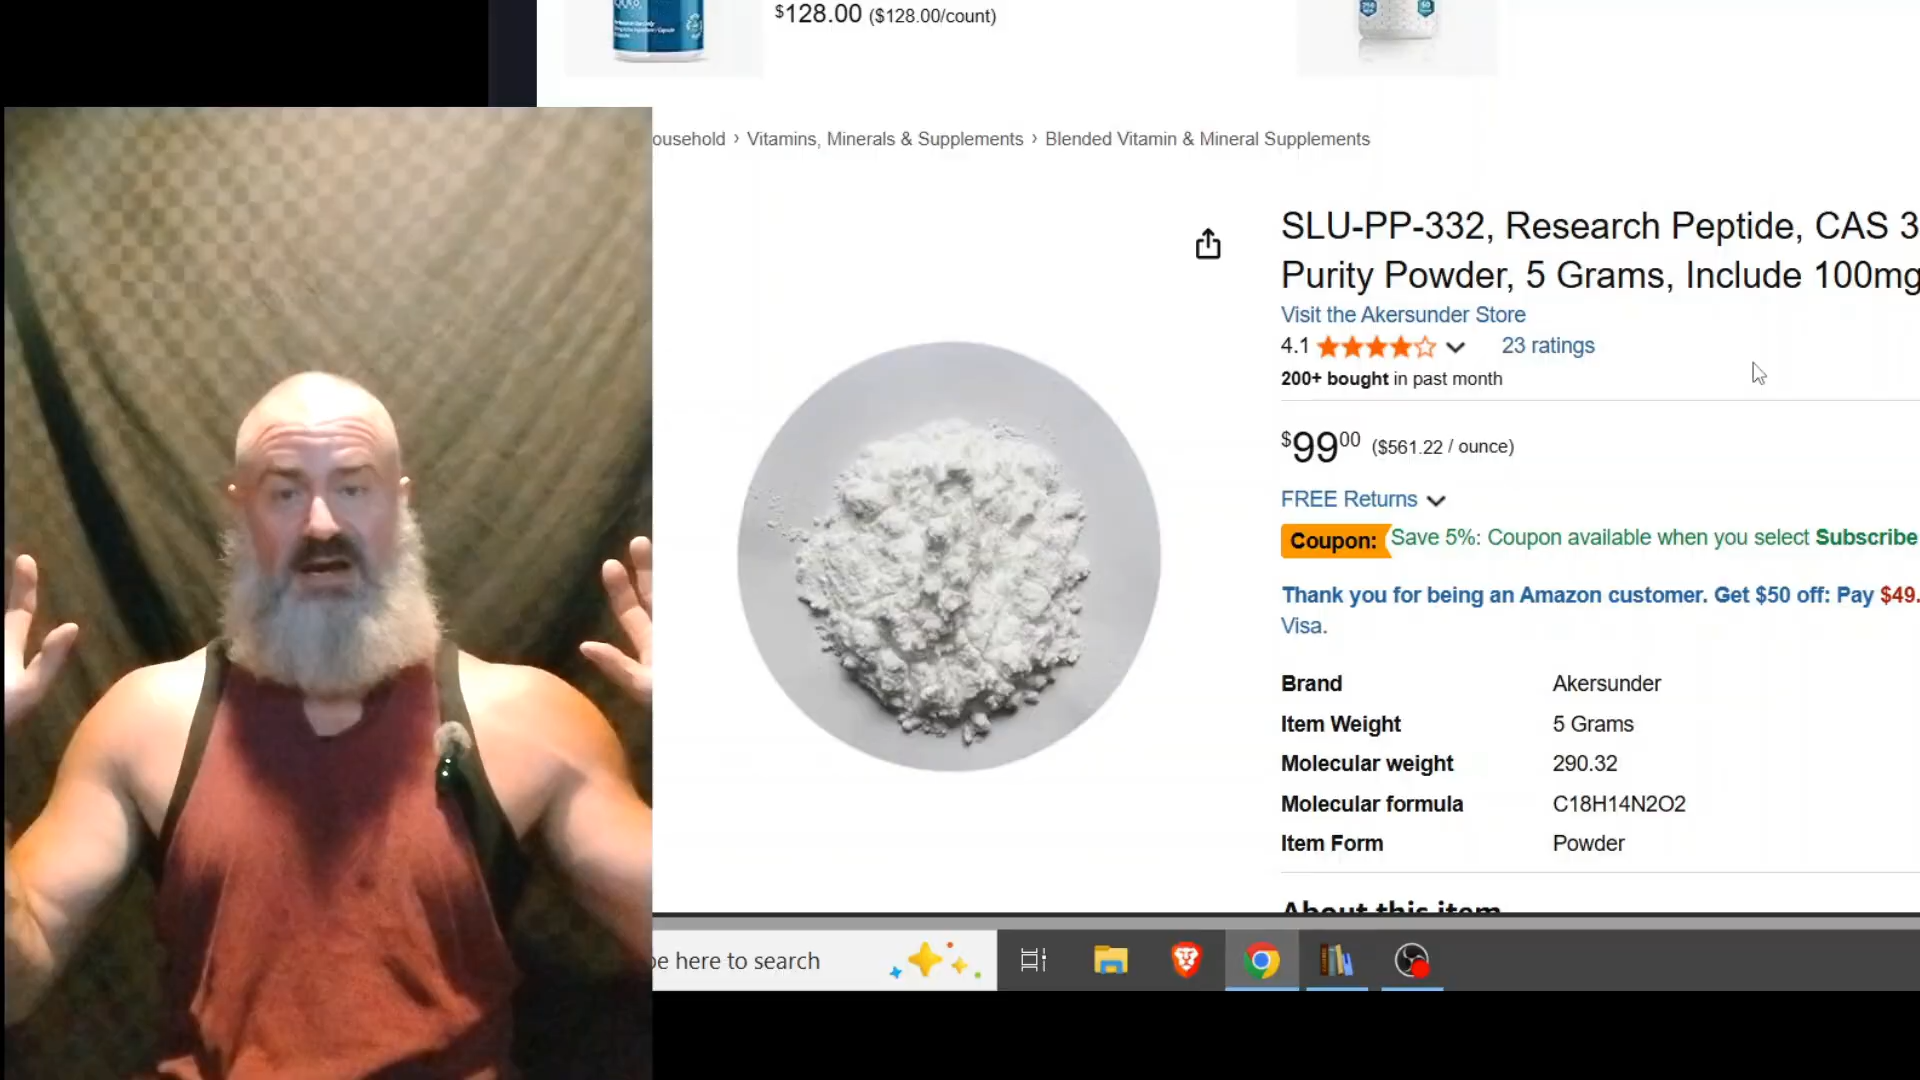 $128.00 ($128.00/count)
ousehold › Vitamins, Minerals & Supplements › Blended Vitamin & Mineral Supplements
SLU-PP-332, Research Peptide, CAS 3
Purity Powder, 5 Grams, Include 100mg
Visit the Akersunder Store
4.1 23 ratings
200+ bought in past month
$9900 ($561.22 / ounce)
FREE Returns
Coupon: Save 5%: Coupon available when you select Subscribe
Thank you for being an Amazon customer. Get $50 off: Pay $49.
Visa.
Brand Akersunder
Item Weight 5 Grams
Molecular weight 290.32
Molecular formula C18H14N2O2
Item Form Powder
About this item
pe here to search